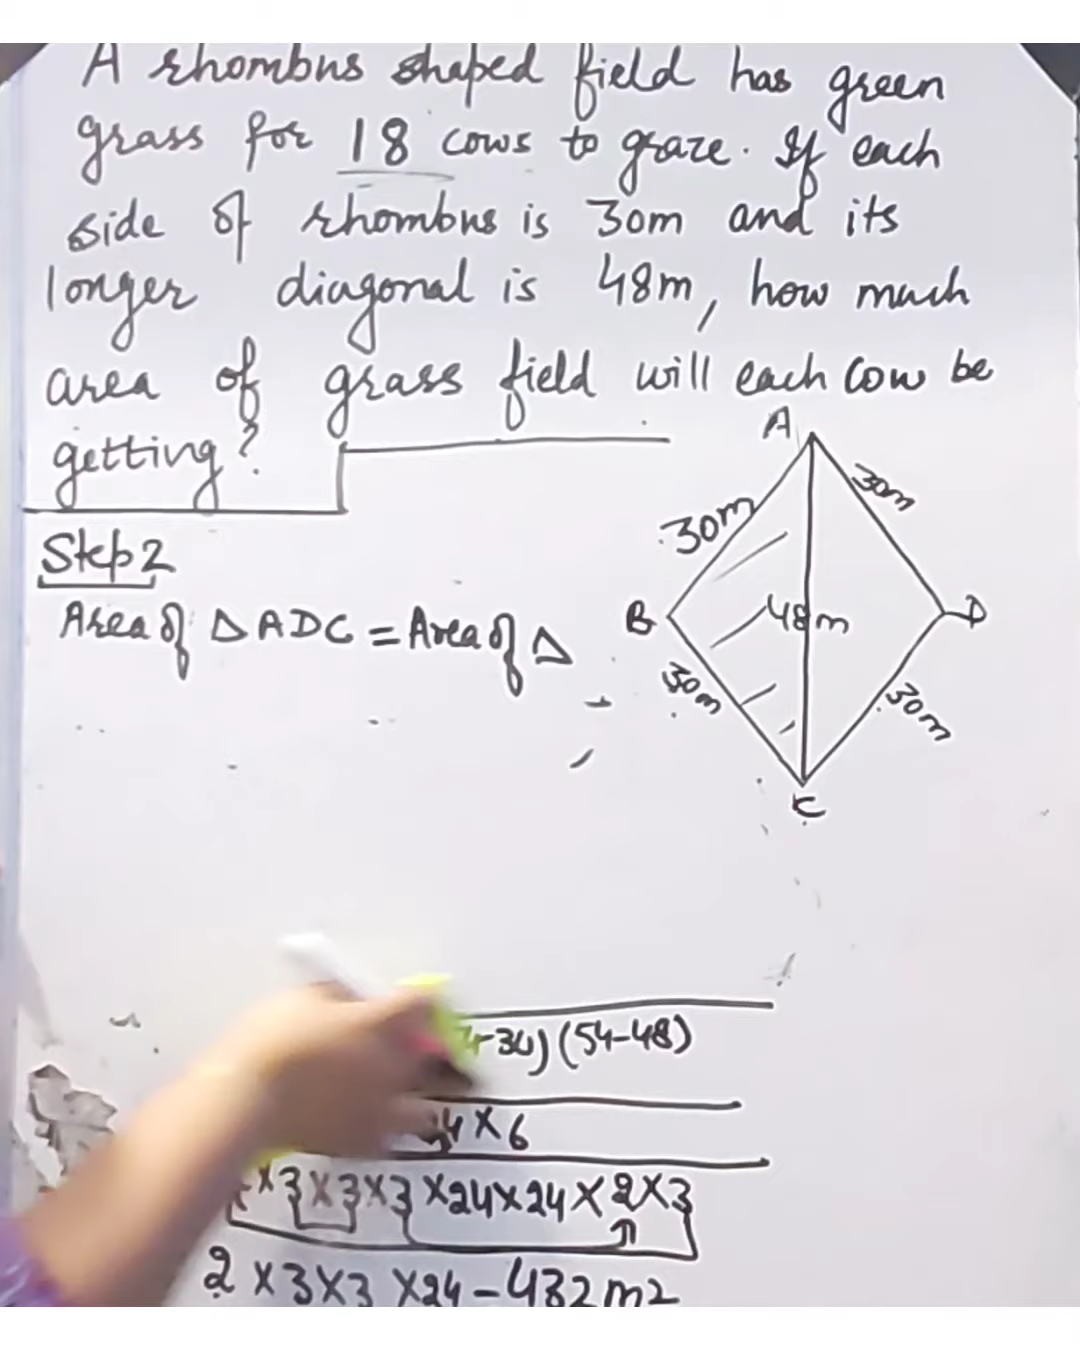 A rhombus shaped field has green
grass for 18 cows to graze. If each
side of rhombus is 30m and its
longer diagonal is 48m, how much
area of grass field will each cow be
getting?
A
30m
30m
Step 2
Area of Δ ADC = Area of Δ
B
48m
D
30m
30m
C
-30) (54-48)
24 × 6
×3×3×3 ×24×24×2×3
2 ×3×3 ×24 - 432 m2